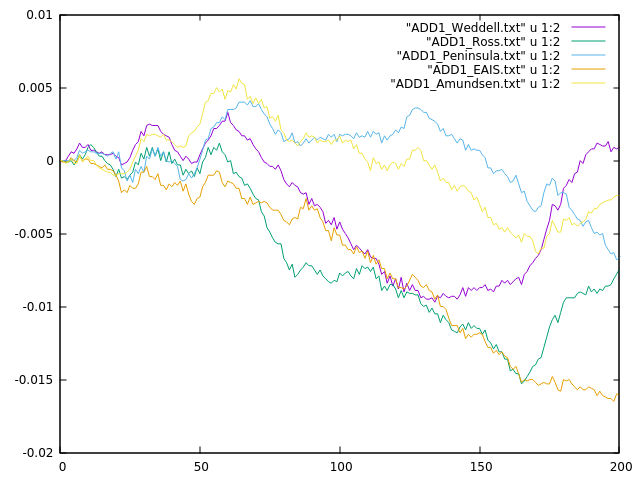 0.01
0.005
0
-0.005
-0.01
-0.015
-0.02
0
50
100
150
200
"ADD1_Weddell.txt" u 1:2
"ADD1_Ross.txt" u 1:2
"ADD1_Peninsula.txt" u 1:2
"ADD1_EAIS.txt" u 1:2
"ADD1_Amundsen.txt" u 1:2